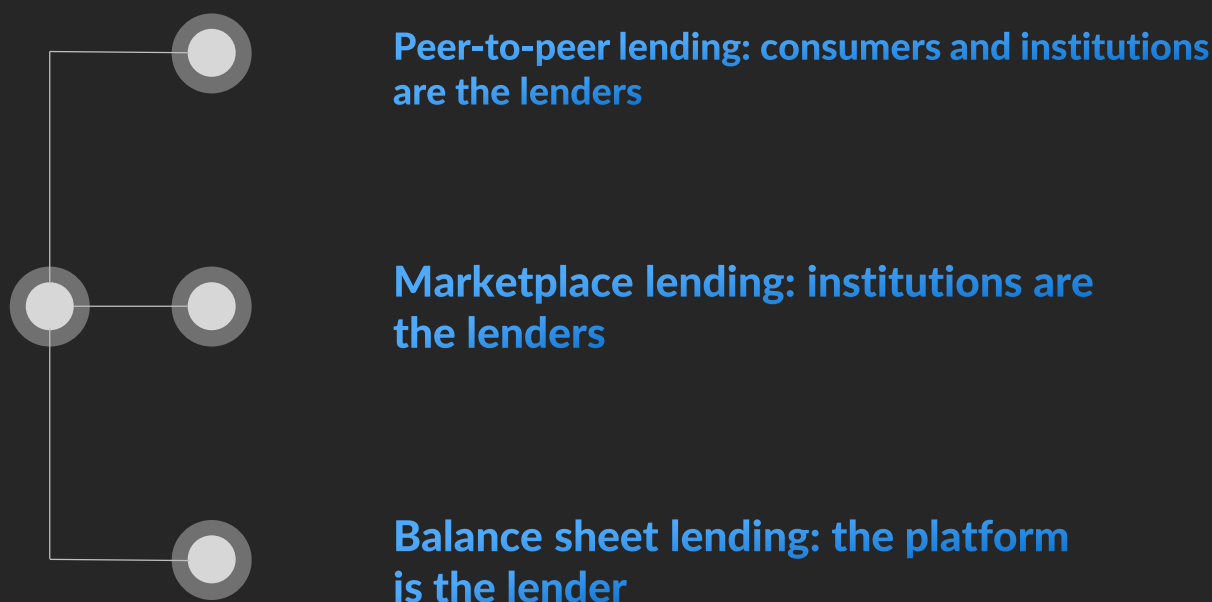 Peer-to-peer lending: consumers and institutions
are the lenders
Marketplace lending: institutions are
the lenders
Balance sheet lending: the platform
is the lender